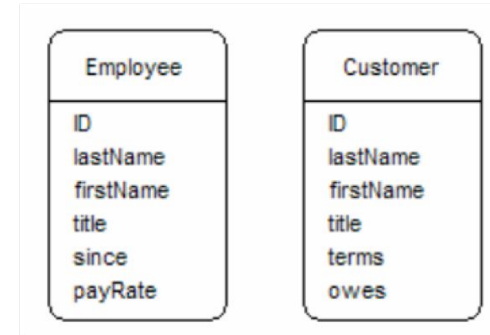 Employee
ID
lastName
firstName
title
since
payRate
Customer
ID
lastName
firstName
title
terms
owes